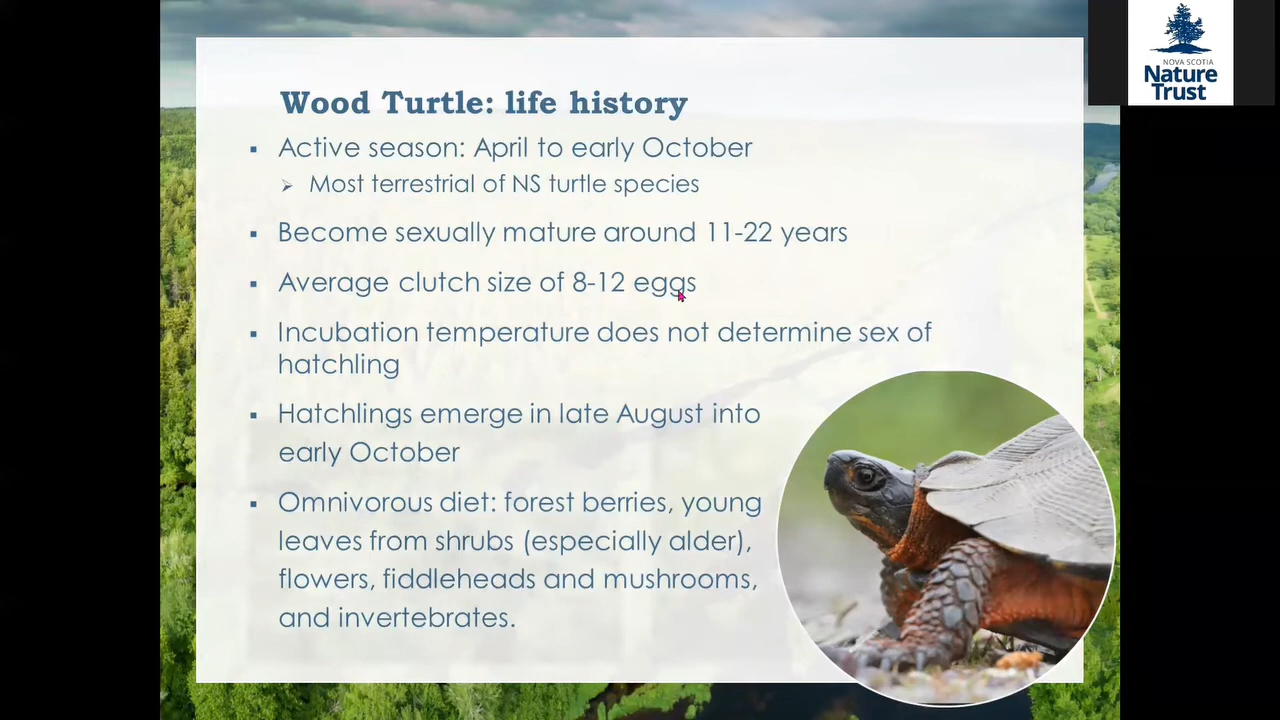 NOVA SCOTIA
Nature
Trust
Wood Turtle: life history
▪ Active season: April to early October
➢ Most terrestrial of NS turtle species
▪ Become sexually mature around 11-22 years
▪ Average clutch size of 8-12 eggs
▪ Incubation temperature does not determine sex of
hatchling
▪ Hatchlings emerge in late August into
early October
▪ Omnivorous diet: forest berries, young
leaves from shrubs (especially alder),
flowers, fiddleheads and mushrooms,
and invertebrates.